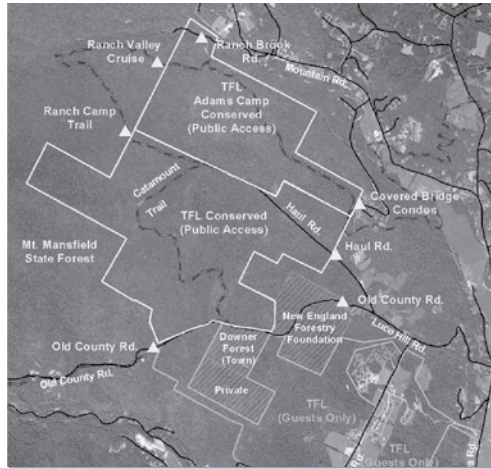 Ranch Valley
Cruise
Ranch Brook
Rd.
Mountain Rd.
TFL
Adams Camp
Conserved
(Public Access)
Ranch Camp
Trail
Catamount
Trail
Covered Bridge
Condos
TFL Conserved
(Public Access)
Haul Rd.
Haul Rd.
Mt. Mansfield
State Forest
Old County Rd.
New England
Forestry
Foundation
Luce Hill Rd.
Old County Rd.
Downer
Forest
(Town)
Old County Rd.
Private
TFL
(Guests Only)
TFL
(Guests Only)
Rd
s Rd.